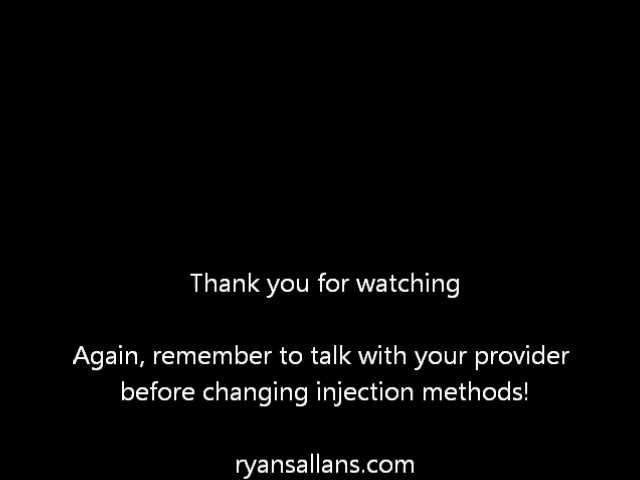 Thank you for watching
Again, remember to talk with your provider
before changing injection methods!
ryansallans.com